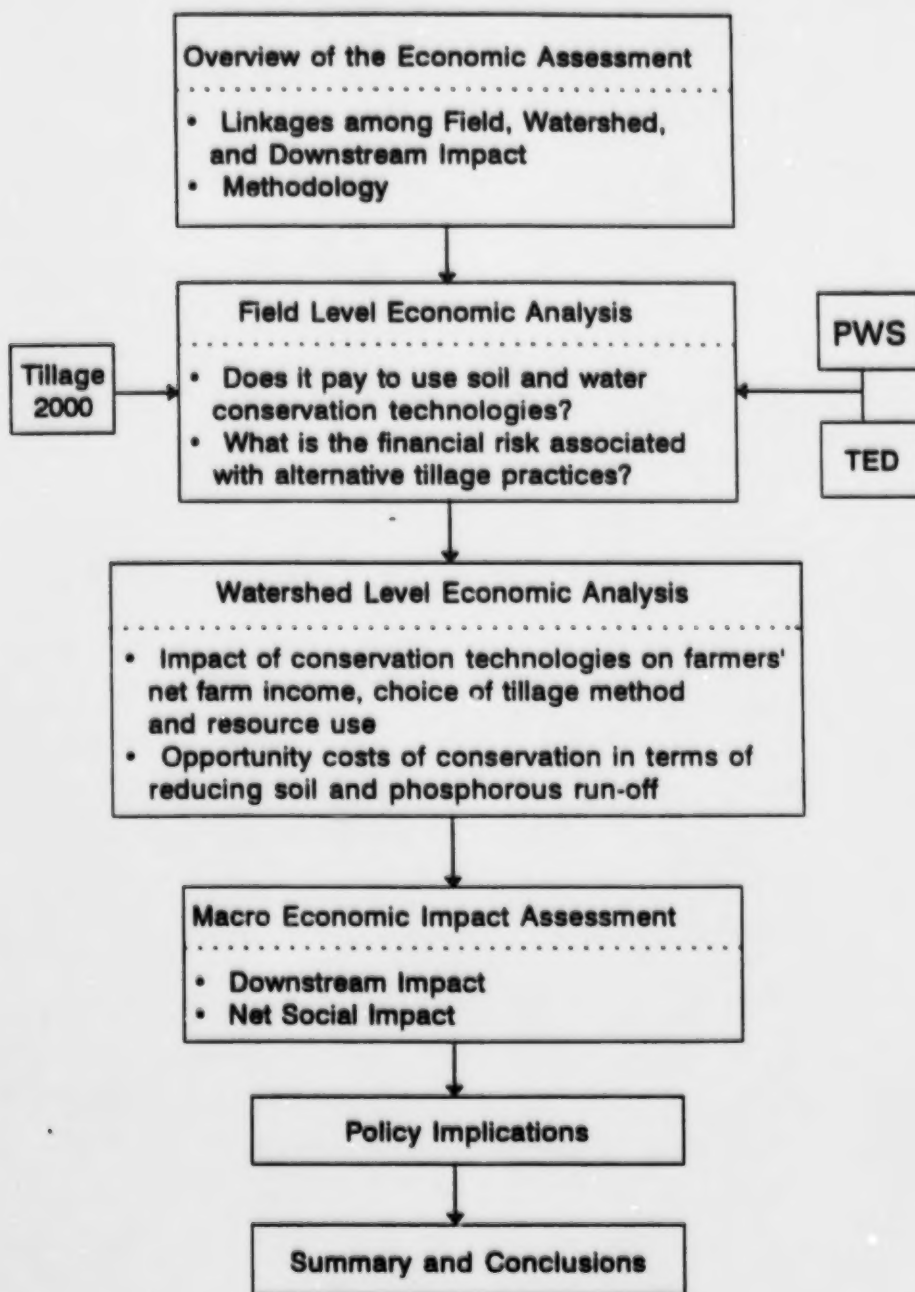 Overview of the Economic Assessment
• Linkages among Field, Watershed,
and Downstream Impact
• Methodology
Field Level Economic Analysis
• Does it pay to use soil and water
conservation technologies?
• What is the financial risk associated
with alternative tillage practices?
Tillage
2000
PWS
TED
Watershed Level Economic Analysis
• Impact of conservation technologies on farmers'
net farm income, choice of tillage method
and resource use
• Opportunity costs of conservation in terms of
reducing soil and phosphorous run-off
Macro Economic Impact Assessment
• Downstream Impact
• Net Social Impact
Policy Implications
Summary and Conclusions